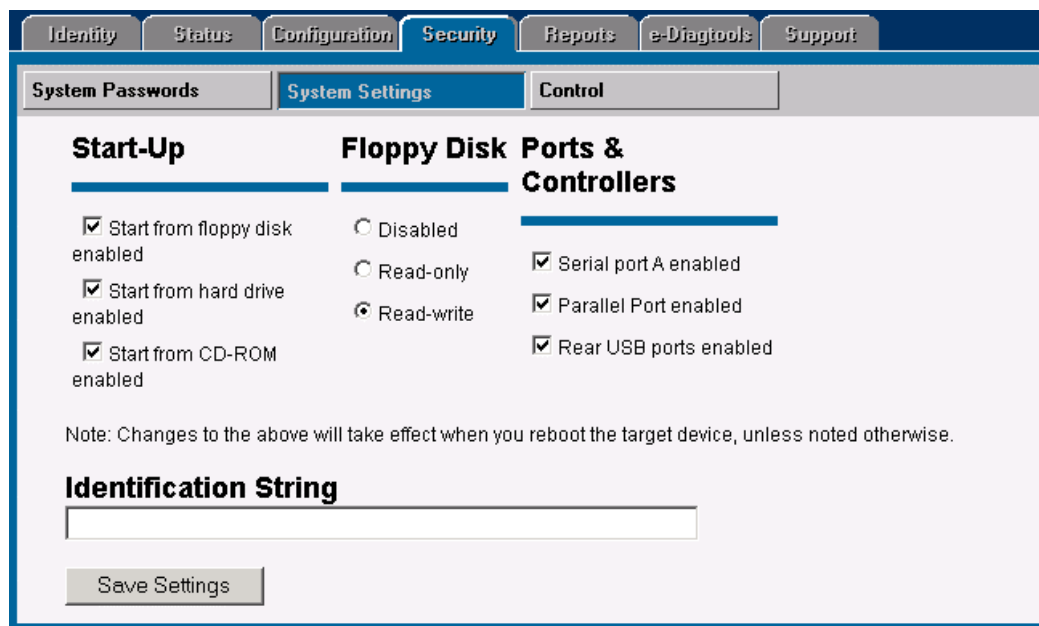 Identity Status Configuration Security Reports e-Diagtools Support
System Passwords System Settings Control
Start-Up
Start from floppy disk
enabled
Start from hard drive
enabled
Start from CD-ROM
enabled
Floppy Disk
Disabled
Read-only
Read-write
Ports &
Controllers
Serial port A enabled
Parallel Port enabled
Rear USB ports enabled
Note: Changes to the above will take effect when you reboot the target device, unless noted otherwise.
Identification String
Save Settings